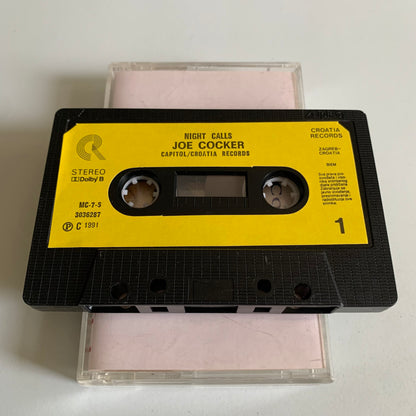 NIGHT CALLS
JOE COCKER
CAPITOL/CROATIA RECORDS
STEREO
Dolby B
MC-7-S
3036287
P C 1991
CROATIA
RECORDS
ZAGREB-
CROATIA
1